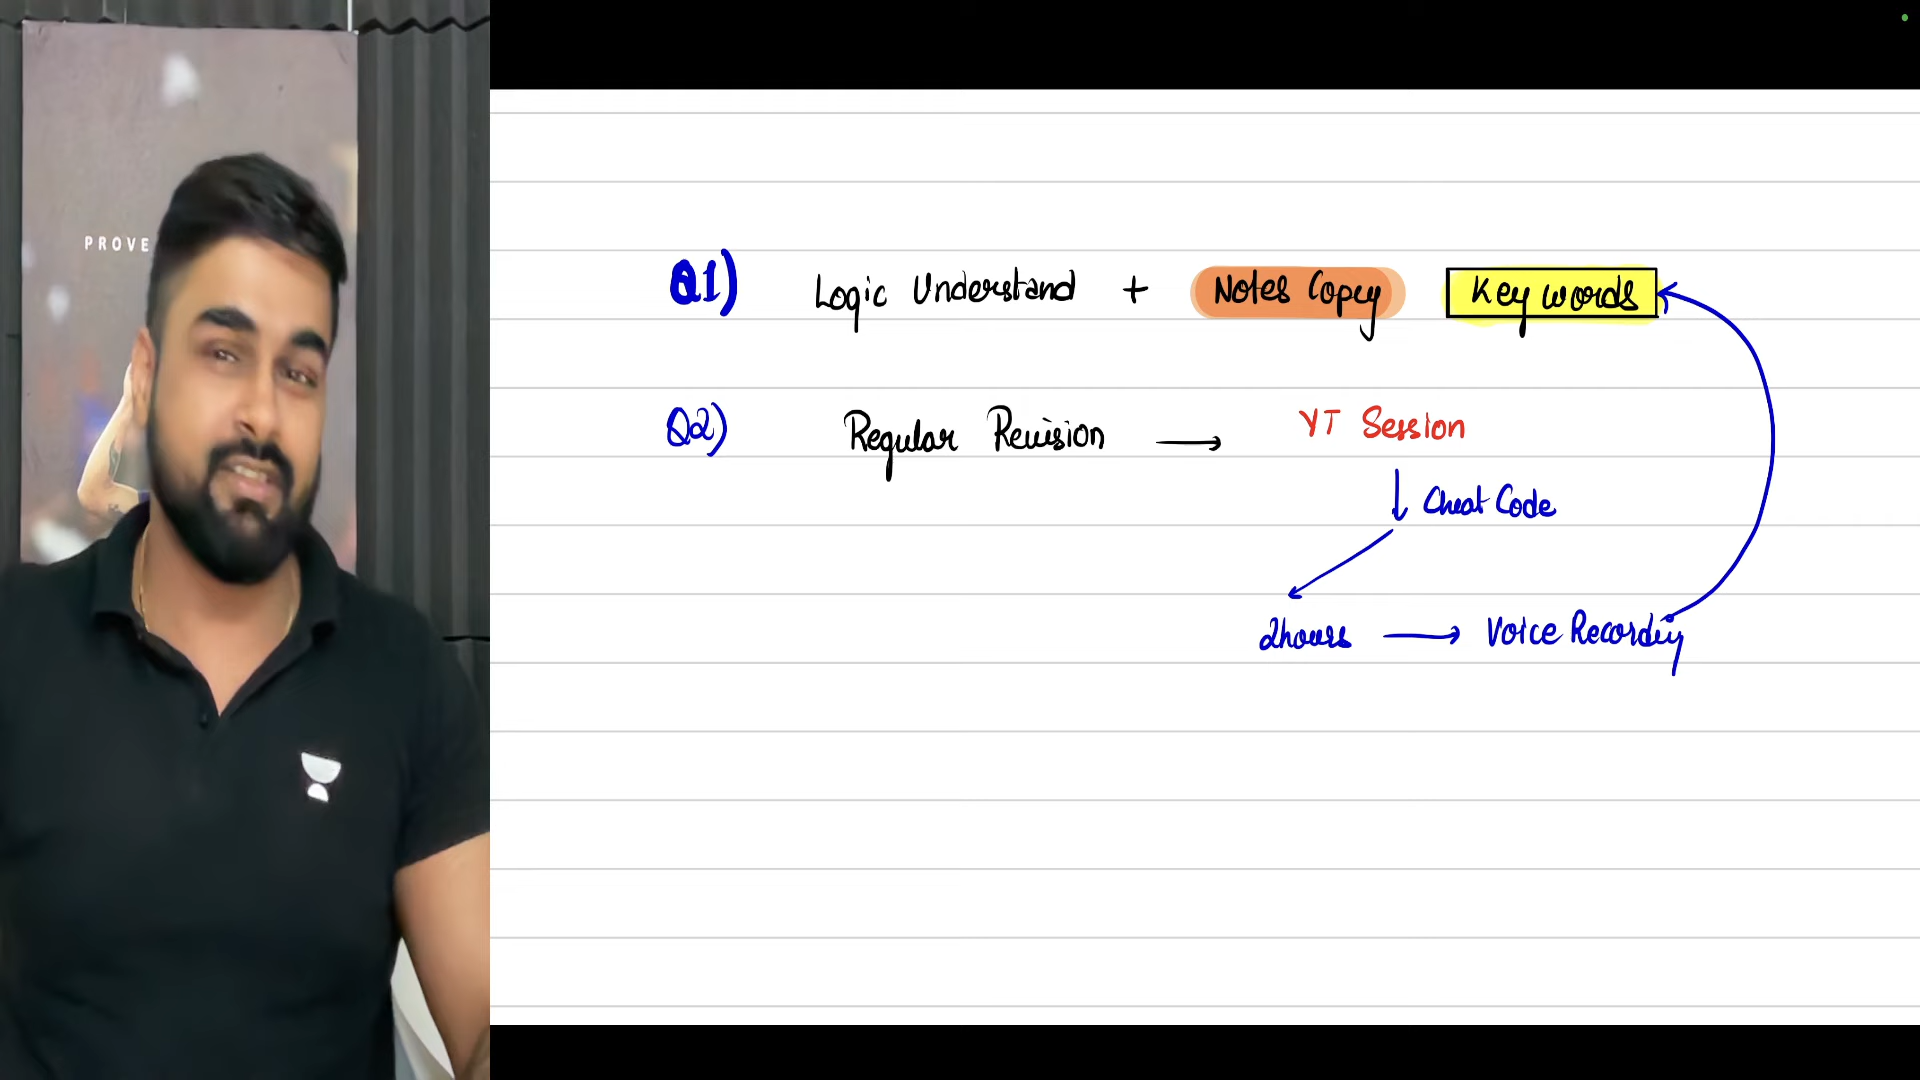 PROVE
Q1) Logic Understand + Notes Copy Key words
Q2) Regular Revision → YT Session
↓ Cheat Code
2hours → Voice Recording